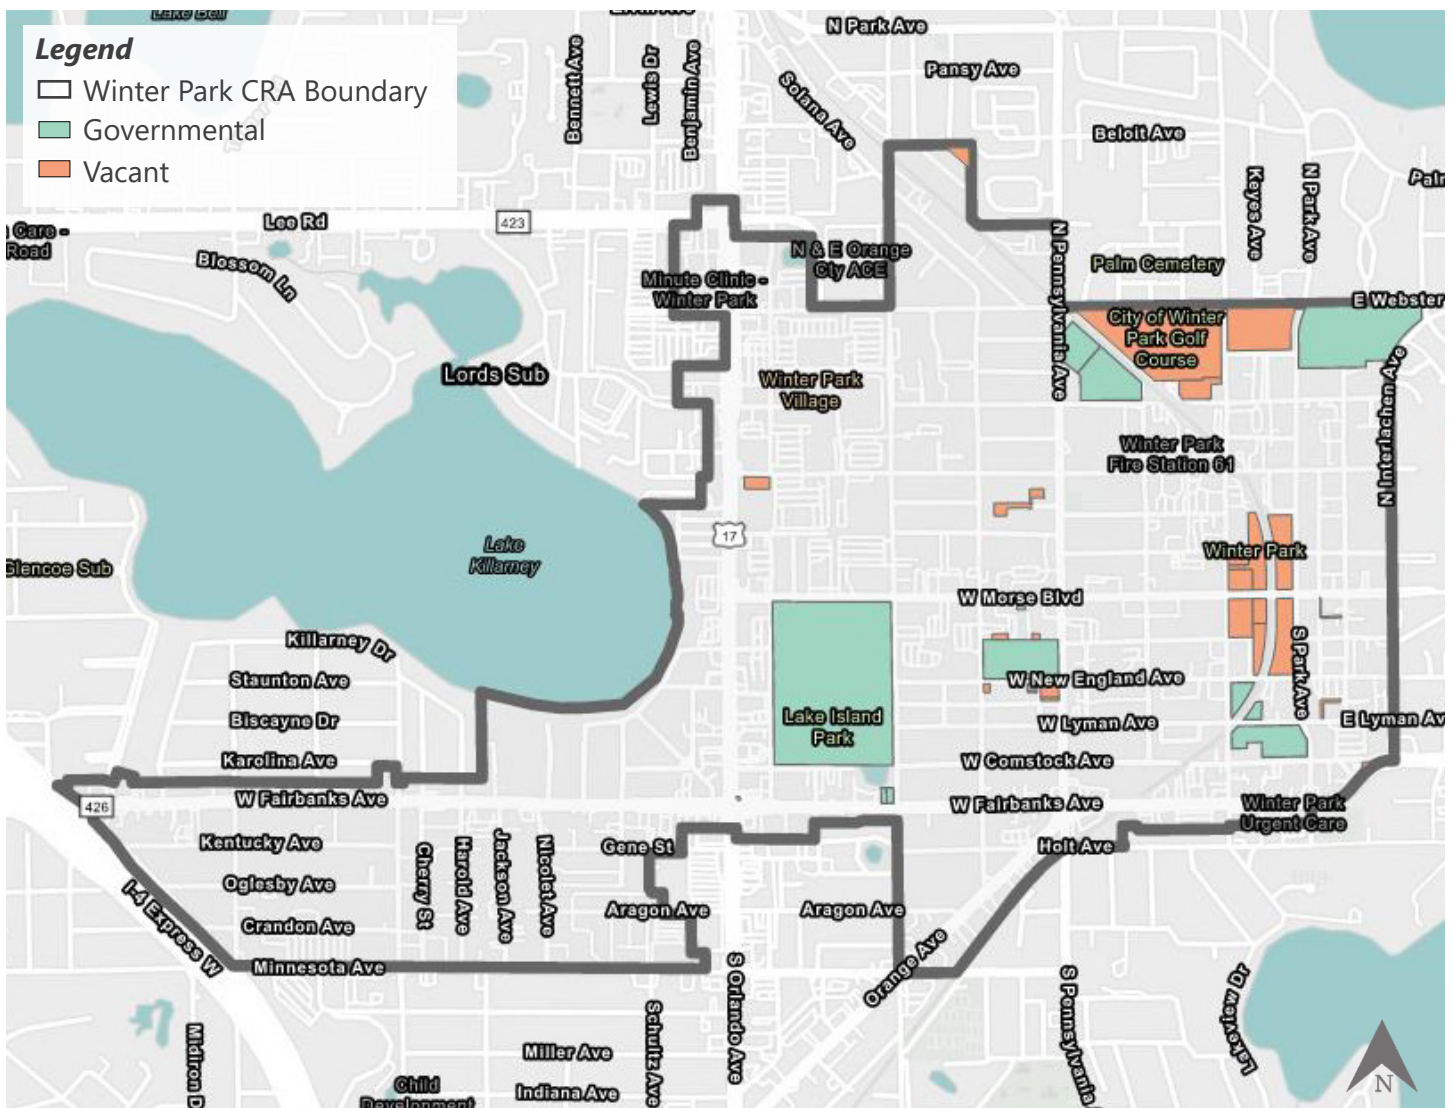 Lake Bell
Legend
Winter Park CRA Boundary
Governmental
Vacant
N Park Ave
Pansy Ave
Solana Ave
Bennett Ave
Lewis Dr
Benjamin Ave
Beloit Ave
Keyes Ave
N Park Ave
Lee Rd
423
Care -
Road
Blossom Ln
N & E Orange
Cty ACE
N Pennsylvania Ave
Palm Cemetery
Minute Clinic -
Winter Park
E Webster
City of Winter
Park Golf
Course
Lords Sub
Winter Park
Village
N Interlachen Ave
Winter Park
Fire Station 61
17
Lake
Killarney
Winter Park
Glencoe Sub
W Morse Blvd
Killarney Dr
S Park Ave
Staunton Ave
W New England Ave
Biscayne Dr
Lake Island
Park
W Lyman Ave
E Lyman Av
Karolina Ave
W Comstock Ave
426
W Fairbanks Ave
W Fairbanks Ave
Winter Park
Urgent Care
Kentucky Ave
Cherry St
Harold Ave
Jackson Ave
Nicolet Ave
Gene St
Holt Ave
Oglesby Ave
Aragon Ave
Aragon Ave
Crandon Ave
I-4 Express W
Minnesota Ave
Orange Ave
S Orlando Ave
S Pennsylvania
Lakeview Dr
Schultz Ave
Midiron D
Miller Ave
Indiana Ave
Child
Development
N